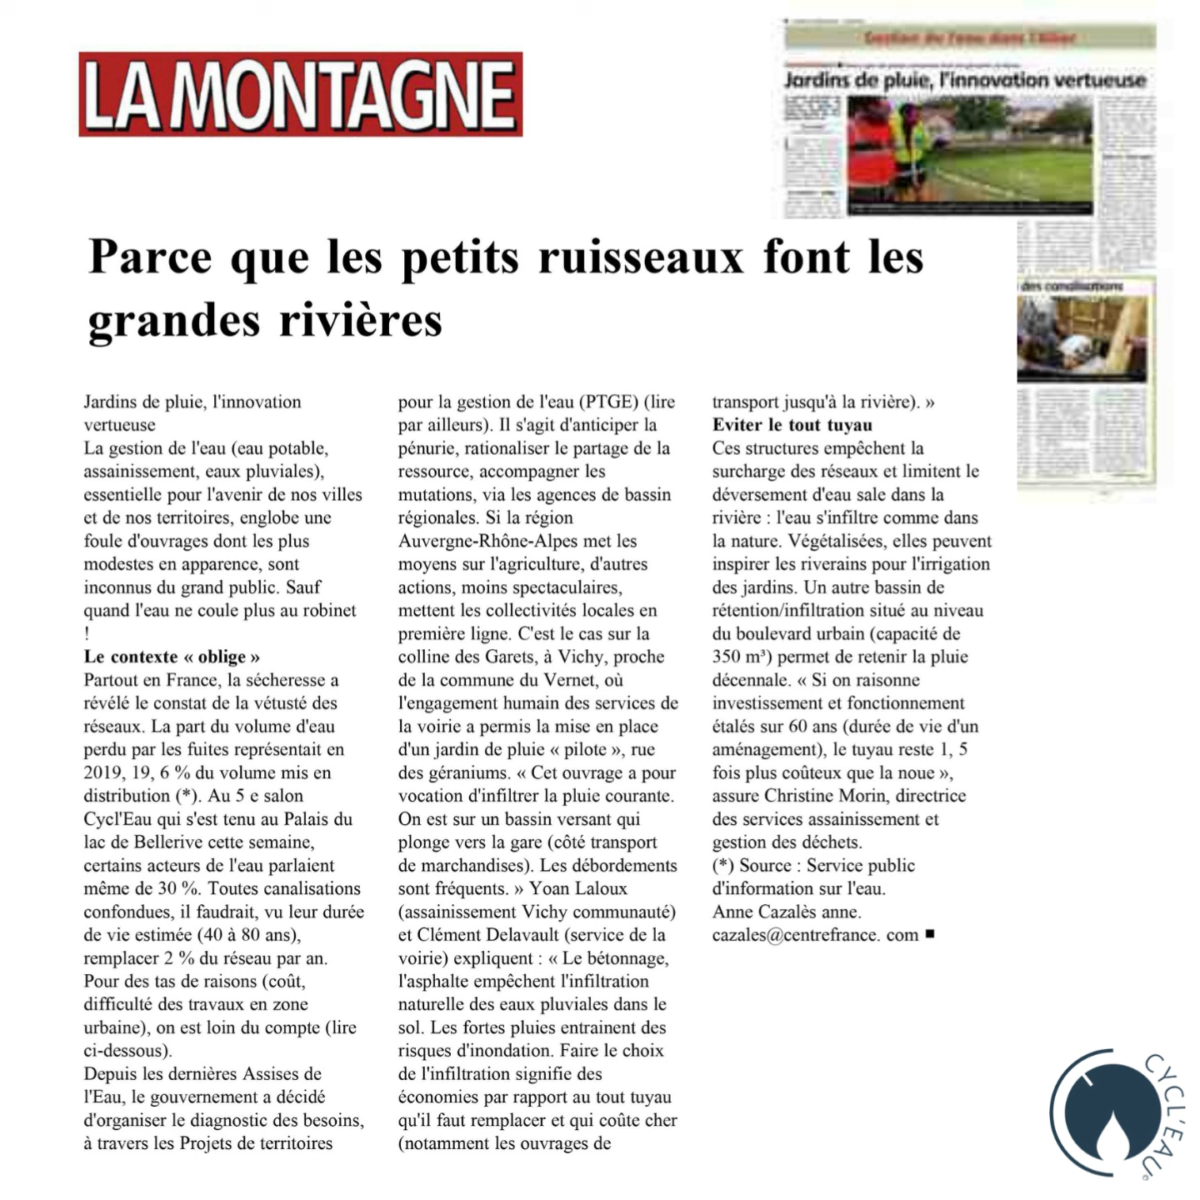 LA MONTAGNE
Gestion de l'eau dans l'Allier
Jardins de pluie, l'innovation vertueuse
des canalisations
Parce que les petits ruisseaux font les
grandes rivières
Jardins de pluie, l'innovation
vertueuse
La gestion de l'eau (eau potable,
assainissement, eaux pluviales),
essentielle pour l'avenir de nos villes
et de nos territoires, englobe une
foule d'ouvrages dont les plus
modestes en apparence, sont
inconnus du grand public. Sauf
quand l'eau ne coule plus au robinet
!
Le contexte « oblige »
Partout en France, la sécheresse a
révélé le constat de la vétusté des
réseaux. La part du volume d'eau
perdu par les fuites représentait en
2019, 19, 6 % du volume mis en
distribution (*). Au 5 e salon
Cycl'Eau qui s'est tenu au Palais du
lac de Bellerive cette semaine,
certains acteurs de l'eau parlaient
même de 30 %. Toutes canalisations
confondues, il faudrait, vu leur durée
de vie estimée (40 à 80 ans),
remplacer 2 % du réseau par an.
Pour des tas de raisons (coût,
difficulté des travaux en zone
urbaine), on est loin du compte (lire
ci-dessous).
Depuis les dernières Assises de
l'Eau, le gouvernement a décidé
d'organiser le diagnostic des besoins,
à travers les Projets de territoires
pour la gestion de l'eau (PTGE) (lire
par ailleurs). Il s'agit d'anticiper la
pénurie, rationaliser le partage de la
ressource, accompagner les
mutations, via les agences de bassin
régionales. Si la région
Auvergne-Rhône-Alpes met les
moyens sur l'agriculture, d'autres
actions, moins spectaculaires,
mettent les collectivités locales en
première ligne. C'est le cas sur la
colline des Garets, à Vichy, proche
de la commune du Vernet, où
l'engagement humain des services de
la voirie a permis la mise en place
d'un jardin de pluie « pilote », rue
des géraniums. « Cet ouvrage a pour
vocation d'infiltrer la pluie courante.
On est sur un bassin versant qui
plonge vers la gare (côté transport
de marchandises). Les débordements
sont fréquents. » Yoan Laloux
(assainissement Vichy communauté)
et Clément Delavault (service de la
voirie) expliquent : « Le bétonnage,
l'asphalte empêchent l'infiltration
naturelle des eaux pluviales dans le
sol. Les fortes pluies entrainent des
risques d'inondation. Faire le choix
de l'infiltration signifie des
économies par rapport au tout tuyau
qu'il faut remplacer et qui coûte cher
(notamment les ouvrages de
transport jusqu'à la rivière). »
Eviter le tout tuyau
Ces structures empêchent la
surcharge des réseaux et limitent le
déversement d'eau sale dans la
rivière : l'eau s'infiltre comme dans
la nature. Végétalisées, elles peuvent
inspirer les riverains pour l'irrigation
des jardins. Un autre bassin de
rétention/infiltration situé au niveau
du boulevard urbain (capacité de
350 m³) permet de retenir la pluie
décennale. « Si on raisonne
investissement et fonctionnement
étalés sur 60 ans (durée de vie d'un
aménagement), le tuyau reste 1, 5
fois plus coûteux que la noue »,
assure Christine Morin, directrice
des services assainissement et
gestion des déchets.
(*) Source : Service public
d'information sur l'eau.
Anne Cazalès anne.
cazales@centrefrance. com ■
CYCL'EAU